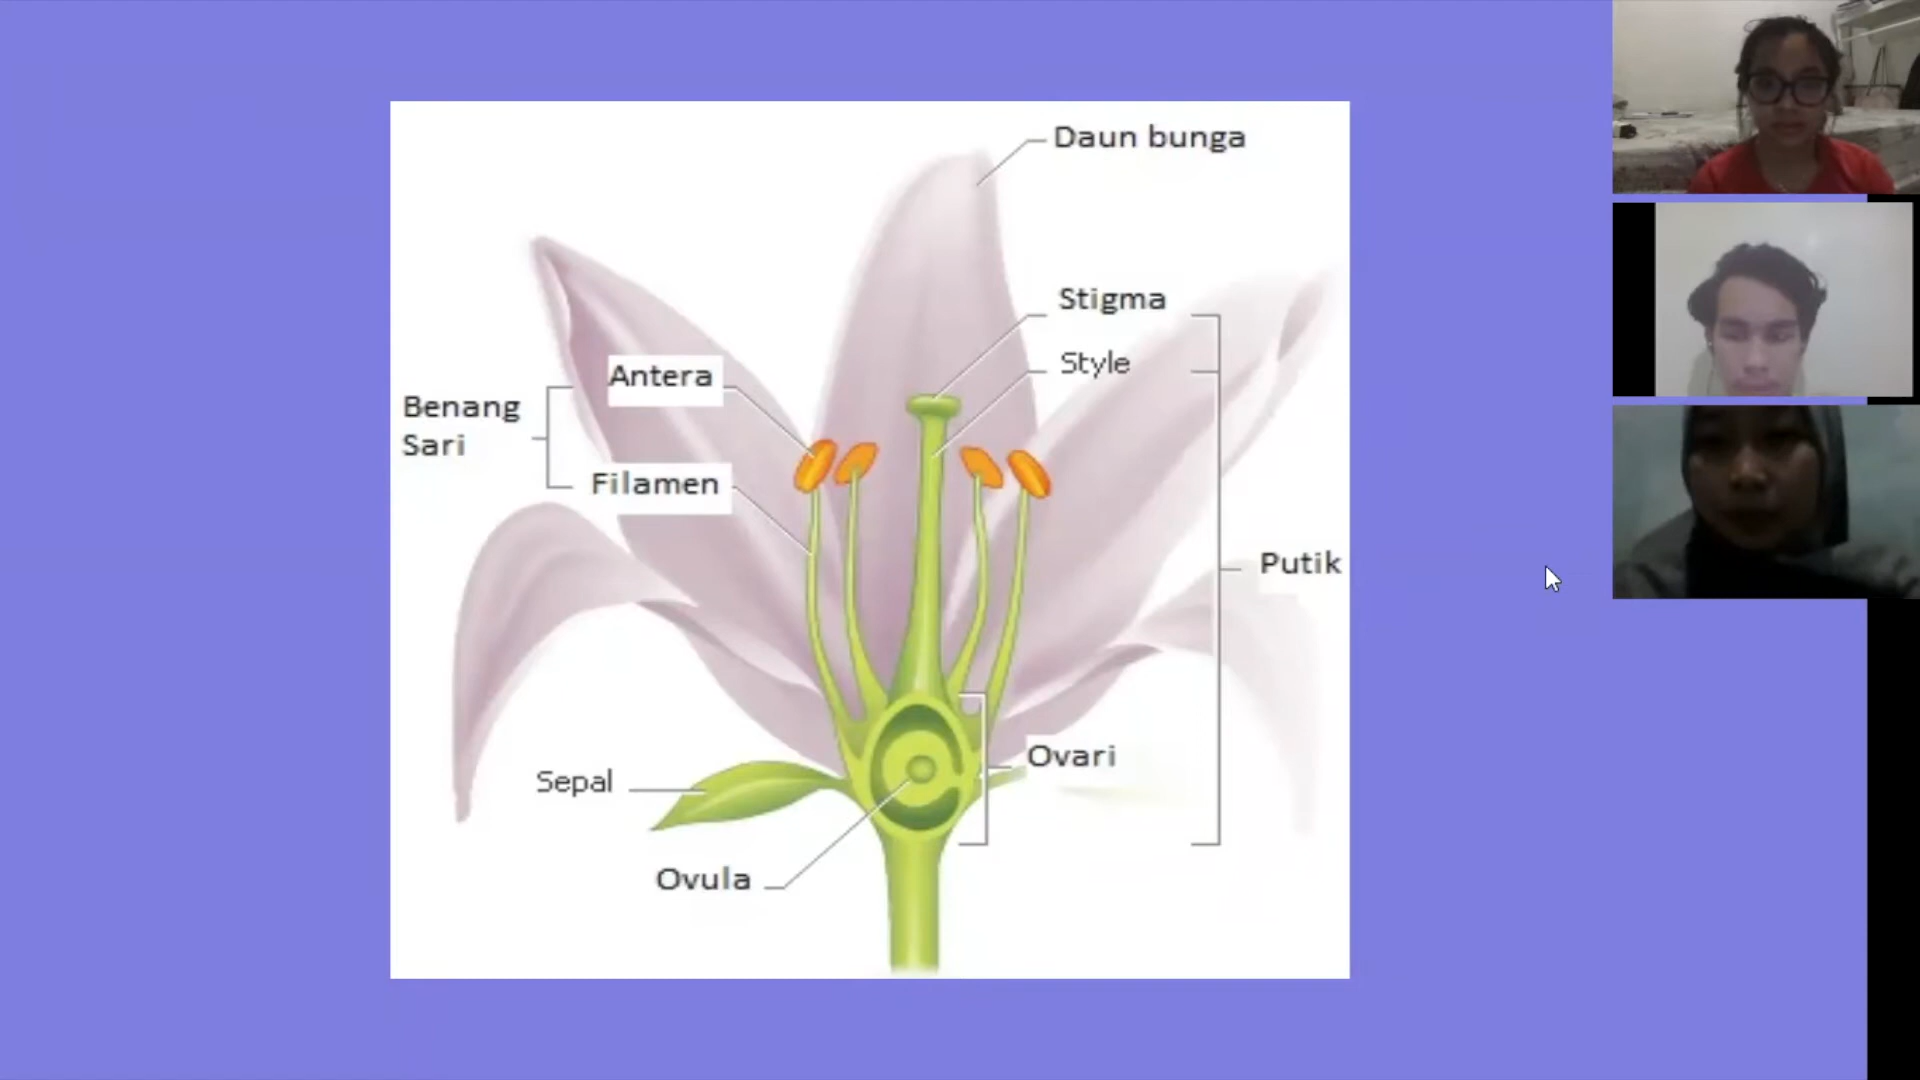 Daun bunga
Stigma
Style
Antera
Benang
Sari
Filamen
Putik
Ovari
Sepal
Ovula